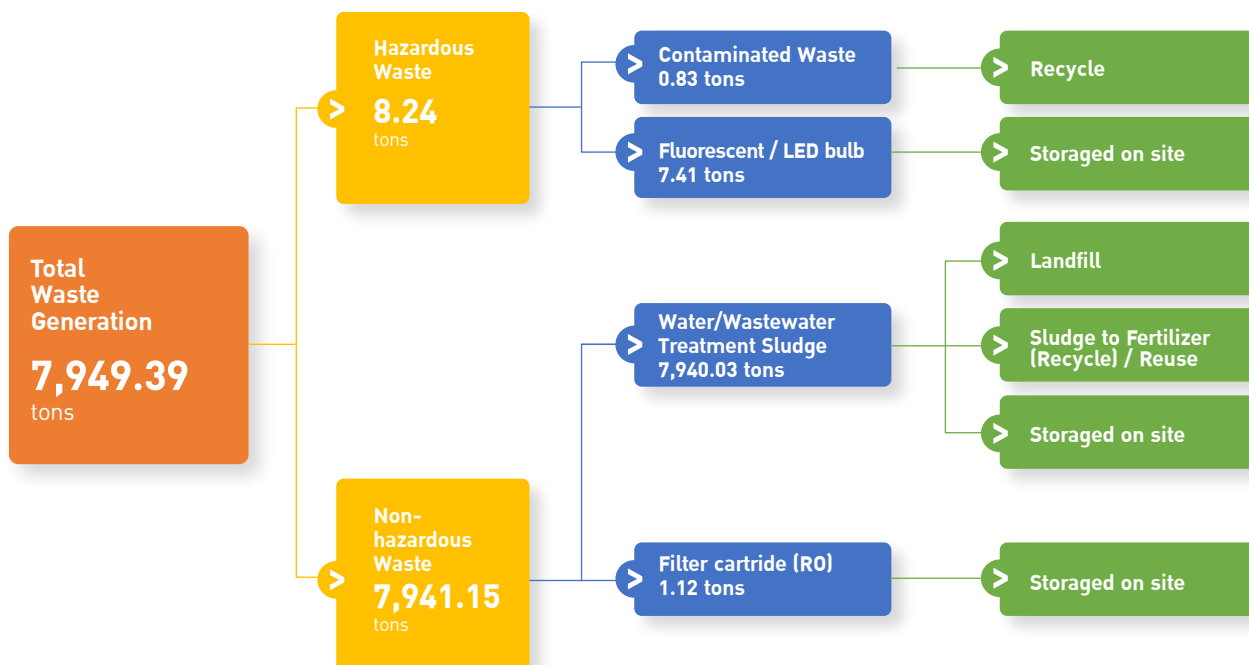 Total
Waste
Generation
7,949.39
tons
Hazardous
Waste
8.24
tons
Contaminated Waste
0.83 tons
Recycle
Fluorescent / LED bulb
7.41 tons
Storaged on site
Non-
hazardous
Waste
7,941.15
tons
Water/Wastewater
Treatment Sludge
7,940.03 tons
Landfill
Sludge to Fertilizer
(Recycle) / Reuse
Storaged on site
Filter cartride (RO)
1.12 tons
Storaged on site